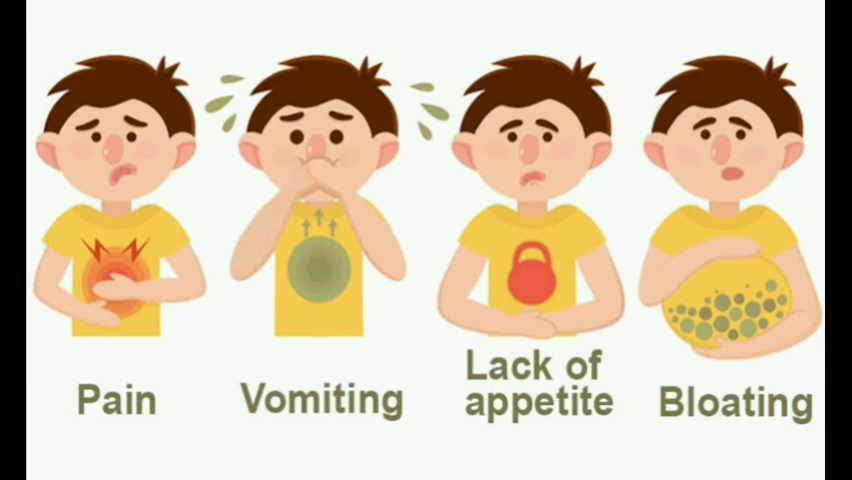 Pain
Vomiting
Lack of
appetite
Bloating